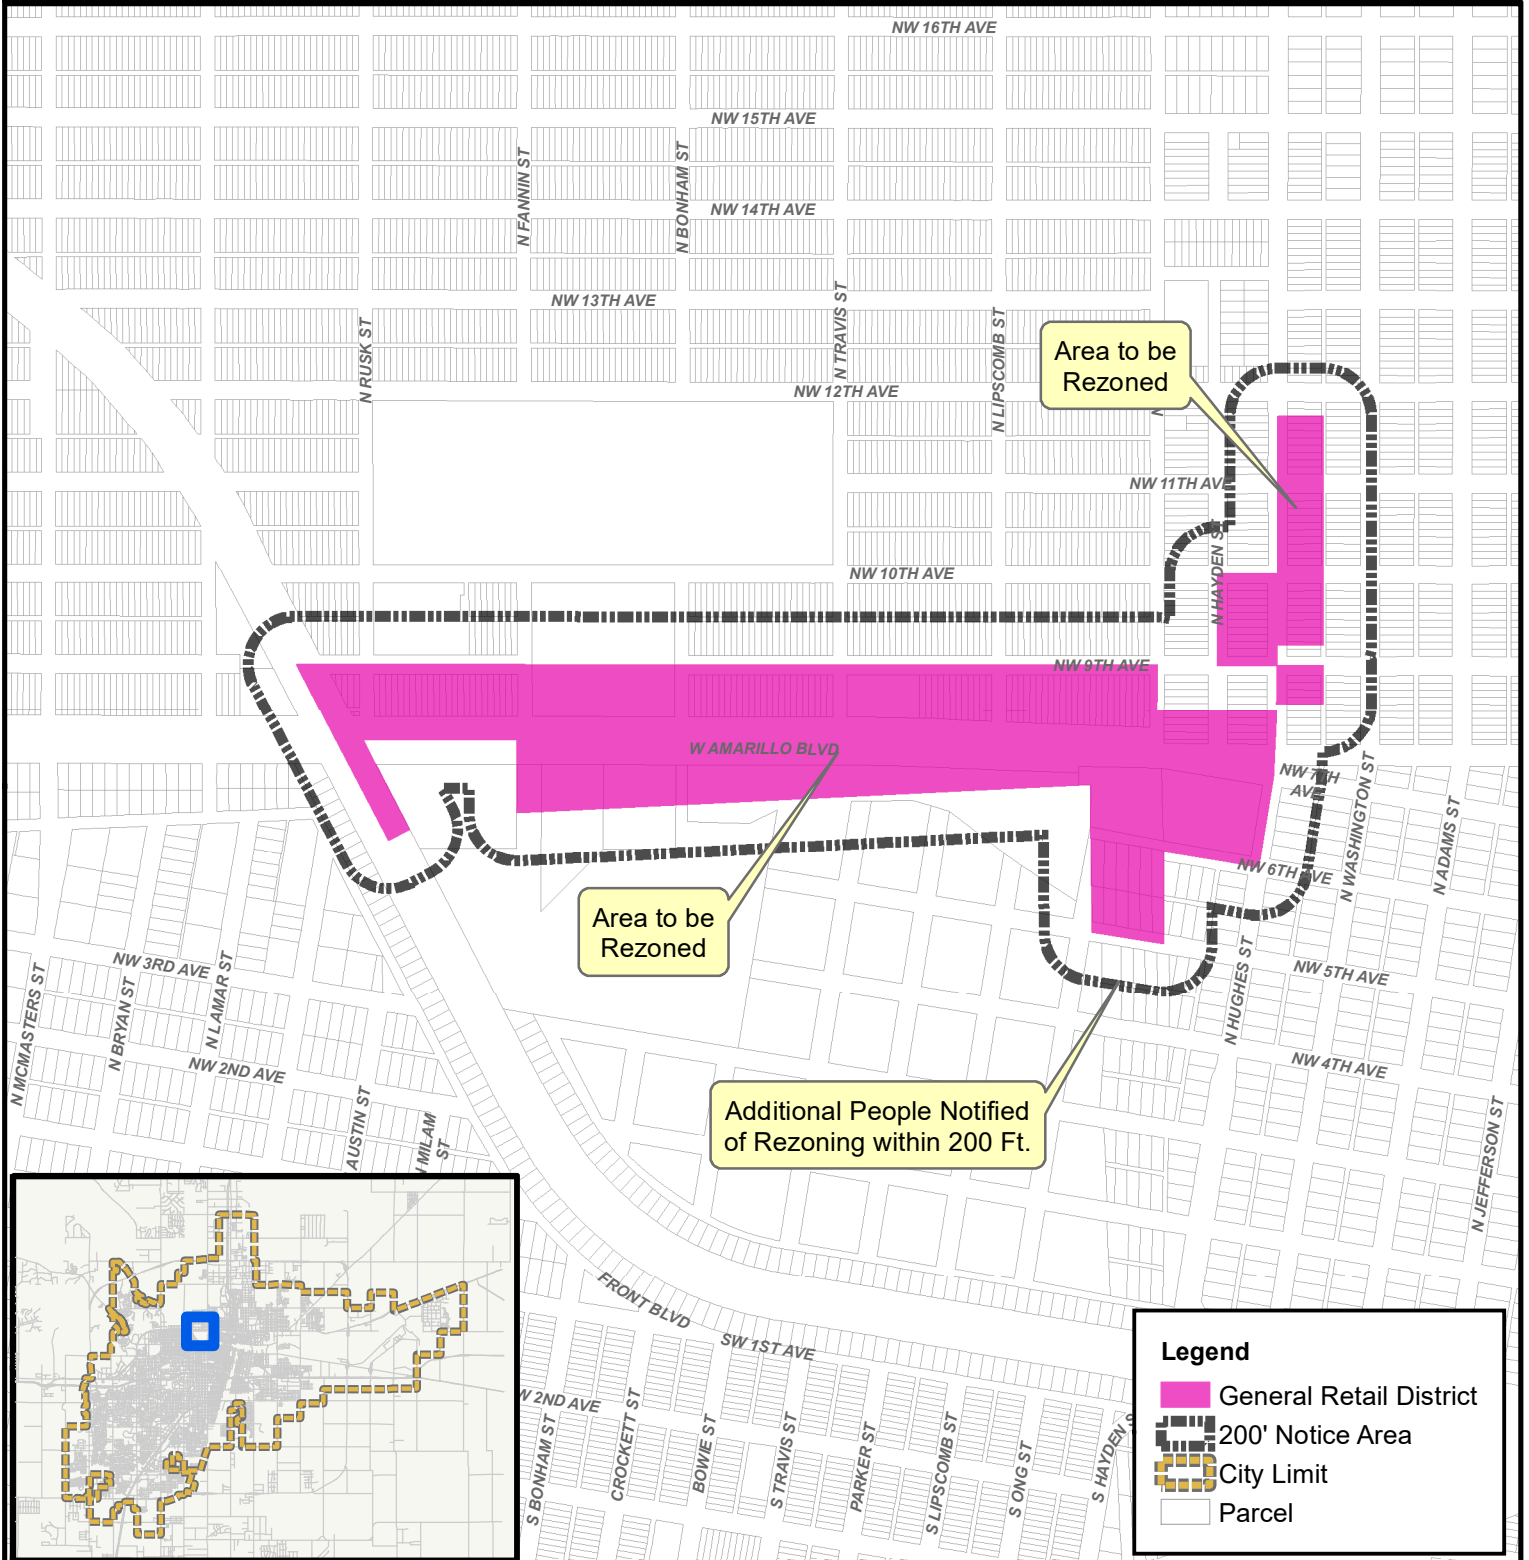 NW 16TH AVE
NW 15TH AVE
N FANNIN ST
N BONHAM ST
NW 14TH AVE
NW 13TH AVE
N RUSK ST
N TRAVIS ST
N LIPSCOMB ST
NW 12TH AVE
Area to be
Rezoned
NW 11TH AVE
N HAYDEN ST
NW 10TH AVE
NW 9TH AVE
W AMARILLO BLVD
NW 7TH
AVE
N WASHINGTON ST
N ADAMS ST
NW 6TH AVE
Area to be
Rezoned
NW 3RD AVE
N MCMASTERS ST
N BRYAN ST
N LAMAR ST
N HUGHES ST
NW 5TH AVE
NW 2ND AVE
NW 4TH AVE
Additional People Notified
of Rezoning within 200 Ft.
AUSTIN ST
MILAM
ST
N JEFFERSON ST
FRONT BLVD
SW 1ST AVE
W 2ND AVE
S BONHAM ST
CROCKETT ST
BOWIE ST
S TRAVIS ST
PARKER ST
S LIPSCOMB ST
S ONG ST
S HAYDEN S
Legend
General Retail District
200' Notice Area
City Limit
Parcel